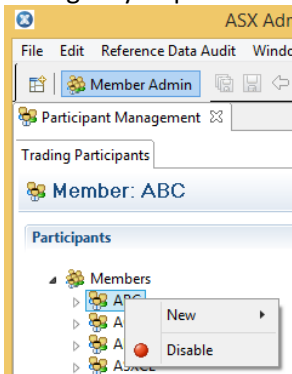 ASX Adm
File Edit Reference Data Audit Windo
Member Admin
Participant Management
Trading Participants
Member: ABC
Participants
Members
ABC
New
Disable